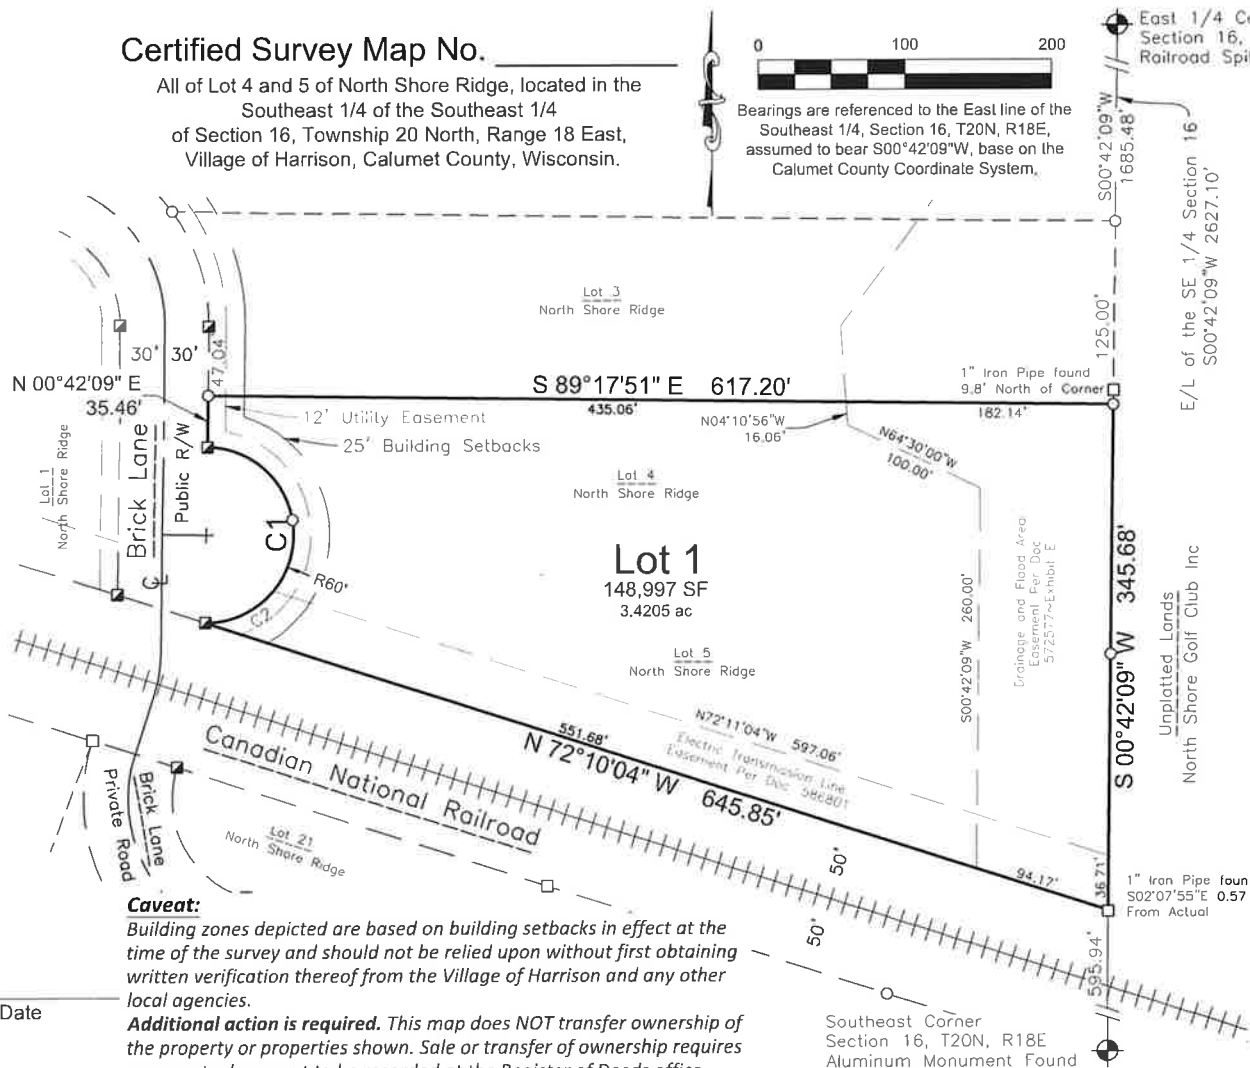 Certified Survey Map No.
All of Lot 4 and 5 of North Shore Ridge, located in the
Southeast 1/4 of the Southeast 1/4
of Section 16, Township 20 North, Range 18 East,
Village of Harrison, Calumet County, Wisconsin.
0 100 200
Bearings are referenced to the East line of the
Southeast 1/4, Section 16, T20N, R18E,
assumed to bear S00°42'09"W, base on the
Calumet County Coordinate System.
East 1/4
Section 16,
Railroad
S00°42'09"W
1685.48'
E/L of the SE 1/4 Section 16
S00°42'09"W 2627.10'
125.00'
Lot 3
North Shore Ridge
30' 30'
47.04'
N 00°42'09" E
35.46'
S 89°17'51" E 617.20'
435.06'
182.14'
1" Iron Pipe found
9.8' North of Corner
12' Utility Easement
25' Building Setbacks
N04°10'56"W
16.06'
N64°30'00"W
100.00'
Lot 1
North Shore Ridge
Brick Lane
Public R/W
C1
R60'
C2
Lot 4
North Shore Ridge
Lot 1
148,997 SF
3.4205 ac
Lot 5
North Shore Ridge
S00°42'09"W 260.00'
Drainage and Flood Area
Easement Per Doc
572577~Exhibit E
S 00°42'09" W 345.68'
Unplatted Lands
North Shore Golf Club Inc
551.68'
N 72°10'04" W 645.85'
N72°11'04"W 597.06'
Electric Transmission Line
Easement Per Doc 586801
94.17'
36.71'
1" Iron Pipe
S02°07'55"E 0.57
From Actual
Canadian National Railroad
Brick Lane
Private Road
Lot 21
North Shore Ridge
50'
50'
595.94'
Caveat:
Building zones depicted are based on building setbacks in effect at the
time of the survey and should not be relied upon without first obtaining
written verification thereof from the Village of Harrison and any other
local agencies.
Additional action is required. This map does NOT transfer ownership of
the property or properties shown. Sale or transfer of ownership requires
Date
Southeast Corner
Section 16, T20N, R18E
Aluminum Monument Found